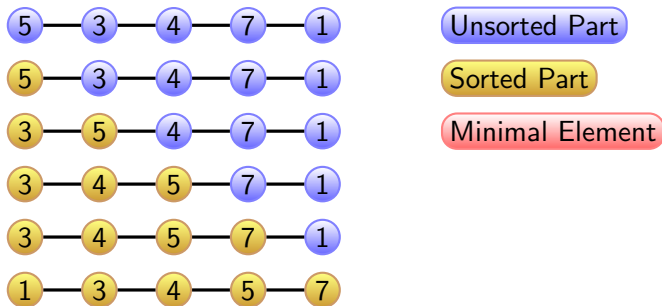 5 3 4 7 1 Unsorted Part
5 3 4 7 1 Sorted Part
3 5 4 7 1 Minimal Element
3 4 5 7 1
3 4 5 7 1
1 3 4 5 7